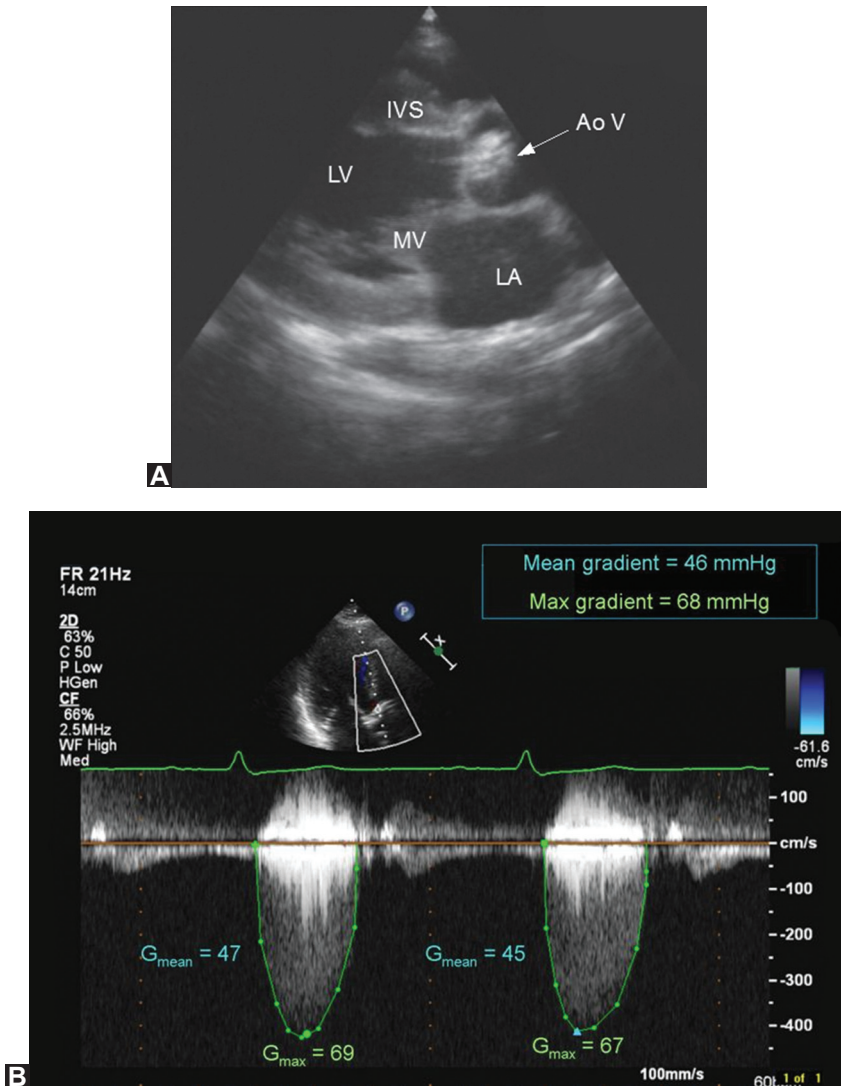 IVS
Ao V
LV
MV
LA
A
Mean gradient = 46 mmHg
Max gradient = 68 mmHg
FR 21Hz
14cm
2D
63%
C 50
P Low
HGen
CF
66%
2.5MHz
WF High
Med
P
x
-61.6
cm/s
100
cm/s
-100
-200
-300
-400
Gmean = 47
Gmean = 45
Gmax = 69
Gmax = 67
B
100mm/s
1 of 1